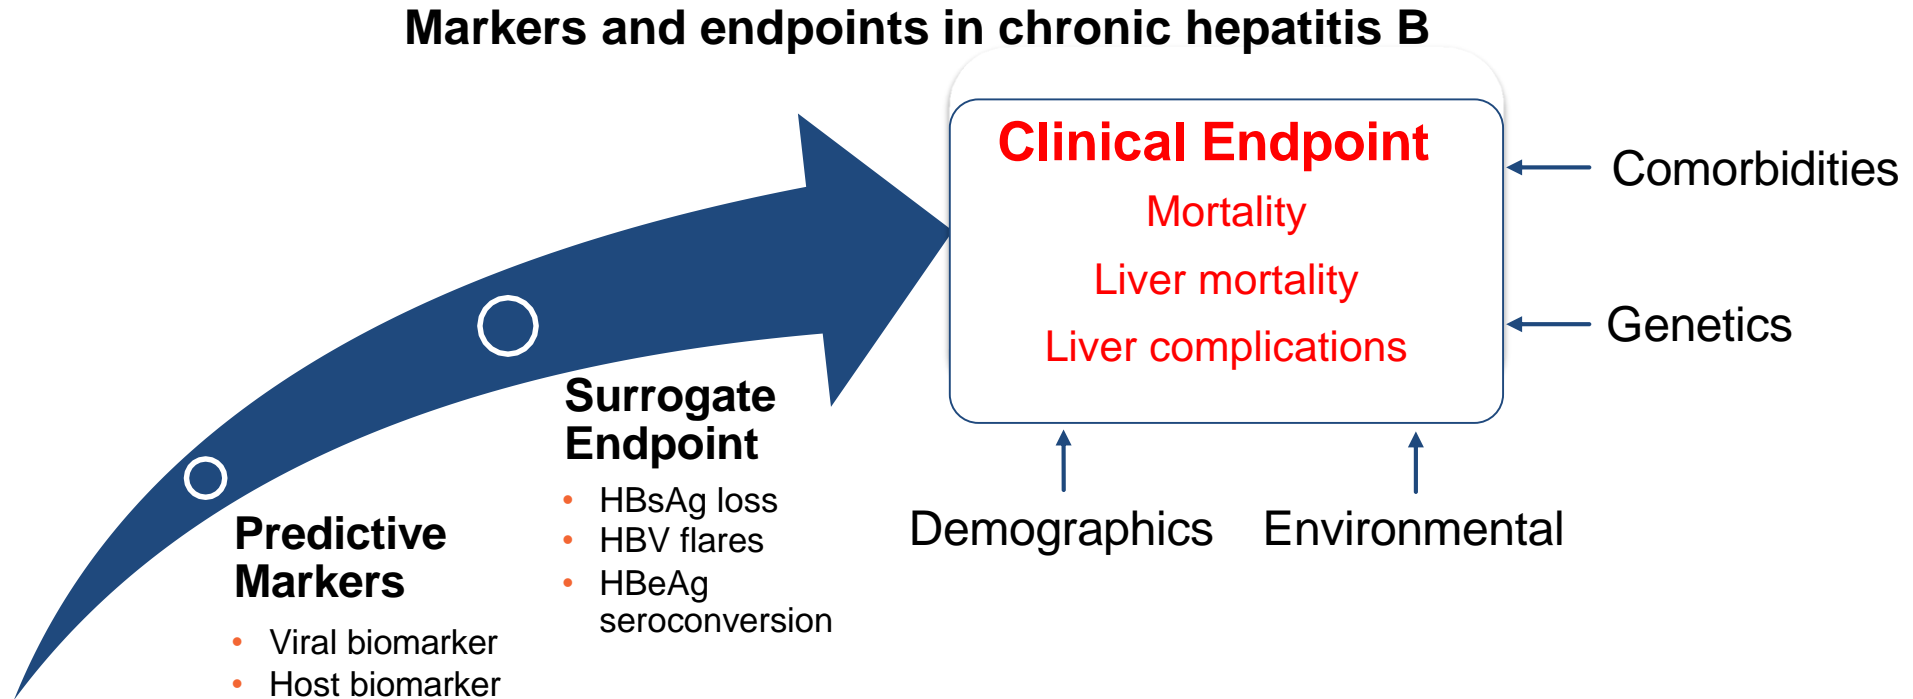 Markers and endpoints in chronic hepatitis B
Clinical Endpoint
Mortality
Liver mortality
Liver complications
Comorbidities
Genetics
Demographics
Environmental
Surrogate
Endpoint
• HBsAg loss
• HBV flares
• HBeAg
seroconversion
Predictive
Markers
• Viral biomarker
• Host biomarker